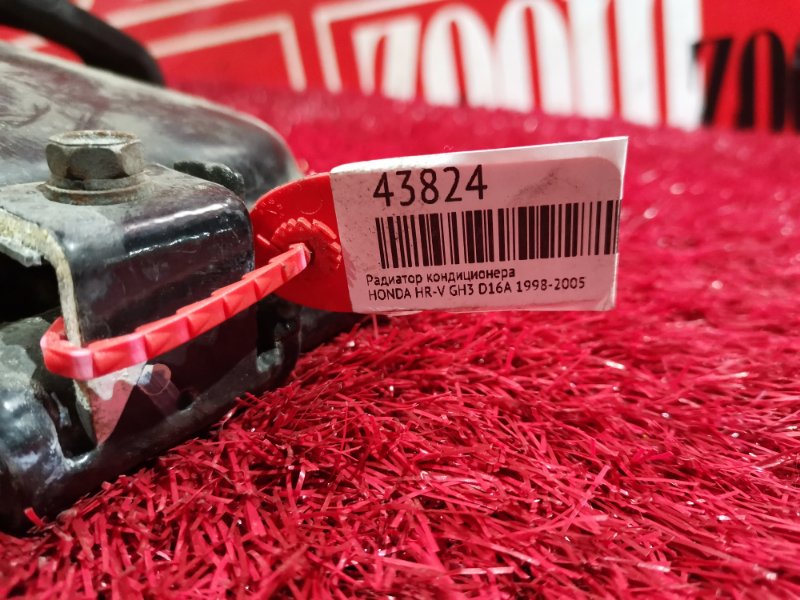 43824
Радиатор кондиционера
HONDA HR-V GH3 D16A 1998-2005